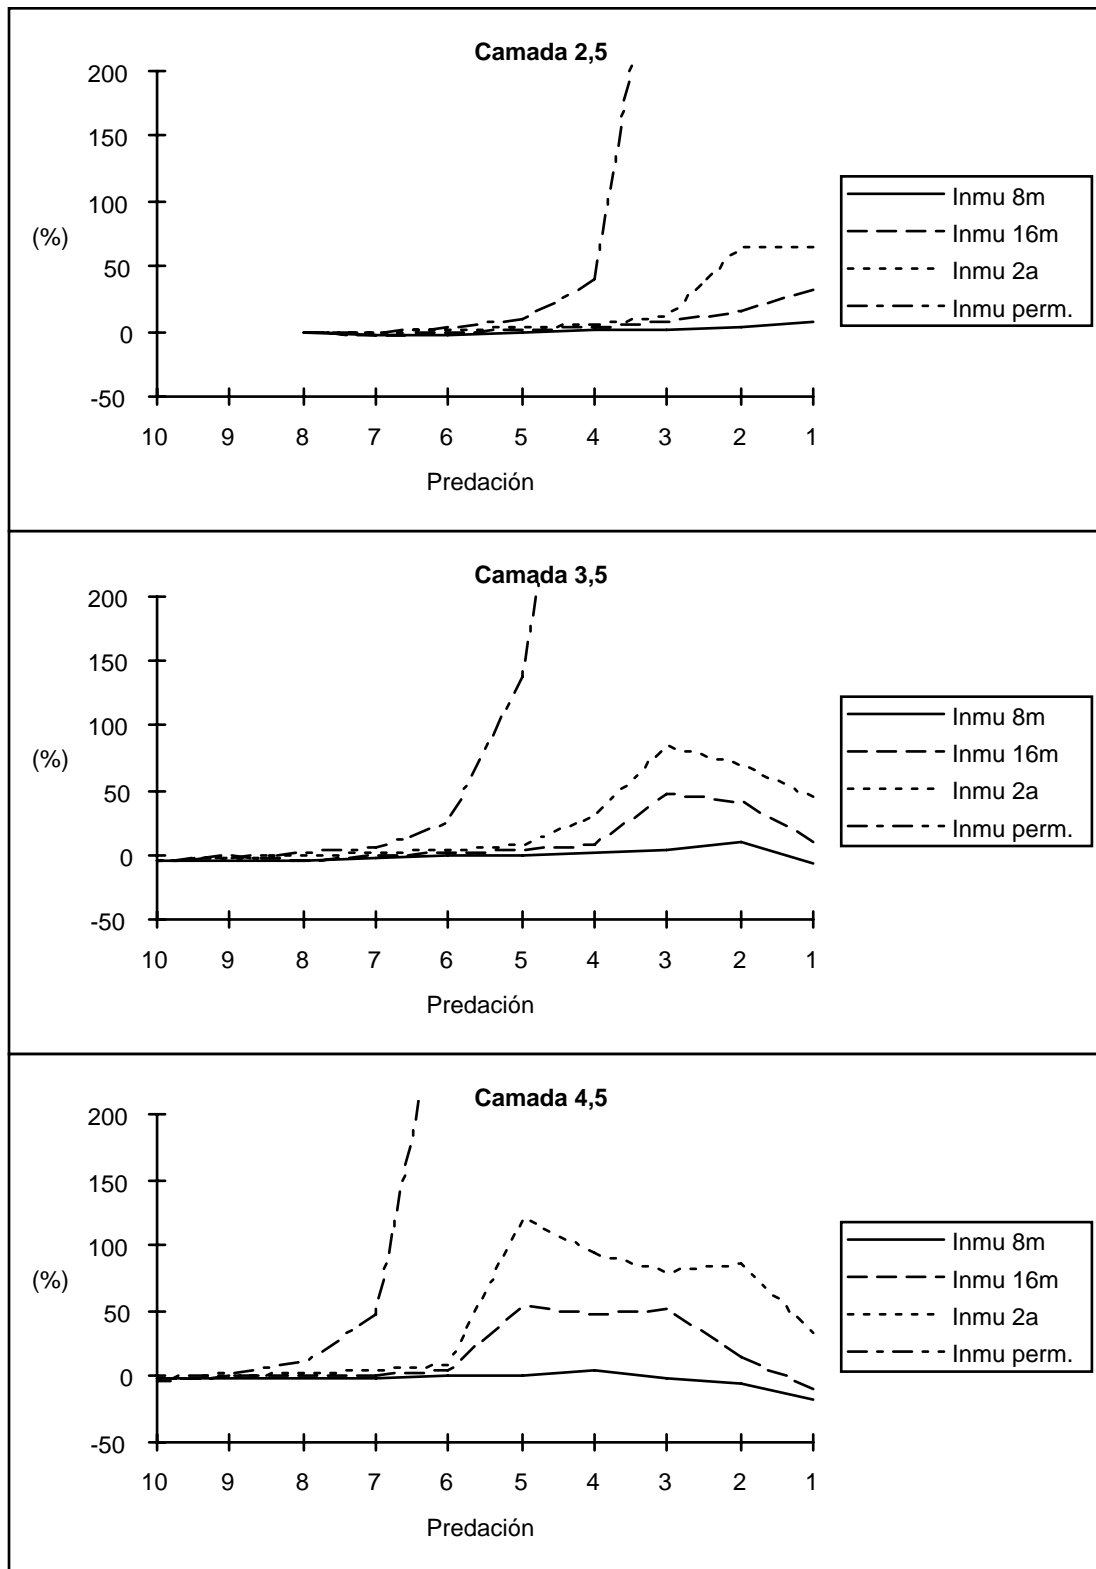 Camada 2,5
200
150
100
50
0
-50
(%)
10 9 8 7 6 5 4 3 2 1
Predación
Inmu 8m
Inmu 16m
Inmu 2a
Inmu perm.
Camada 3,5
200
150
100
50
0
-50
(%)
10 9 8 7 6 5 4 3 2 1
Predación
Inmu 8m
Inmu 16m
Inmu 2a
Inmu perm.
Camada 4,5
200
150
100
50
0
-50
(%)
10 9 8 7 6 5 4 3 2 1
Predación
Inmu 8m
Inmu 16m
Inmu 2a
Inmu perm.